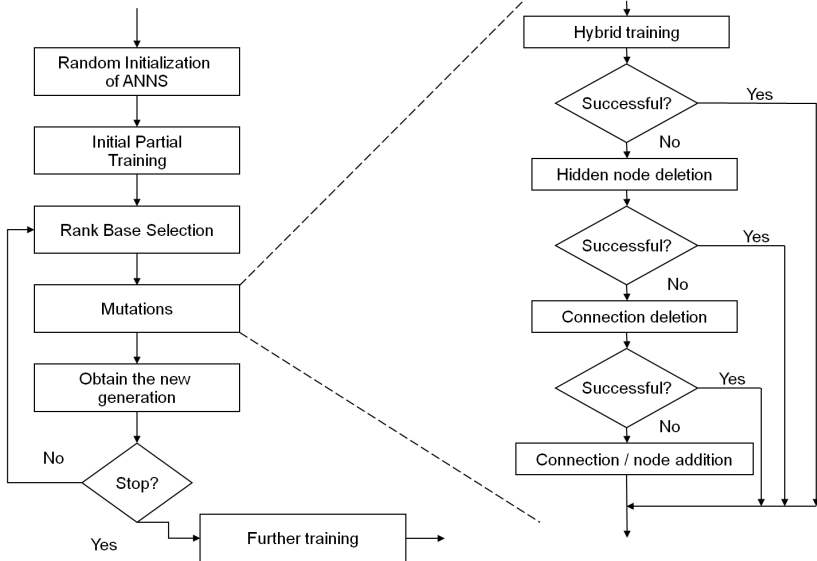 Random Initialization
of ANNS
Initial Partial
Training
Rank Base Selection
Mutations
Obtain the new
generation
No
Stop?
Yes
Further training
Hybrid training
Successful?
Yes
No
Hidden node deletion
Successful?
Yes
No
Connection deletion
Successful?
Yes
No
Connection / node addition